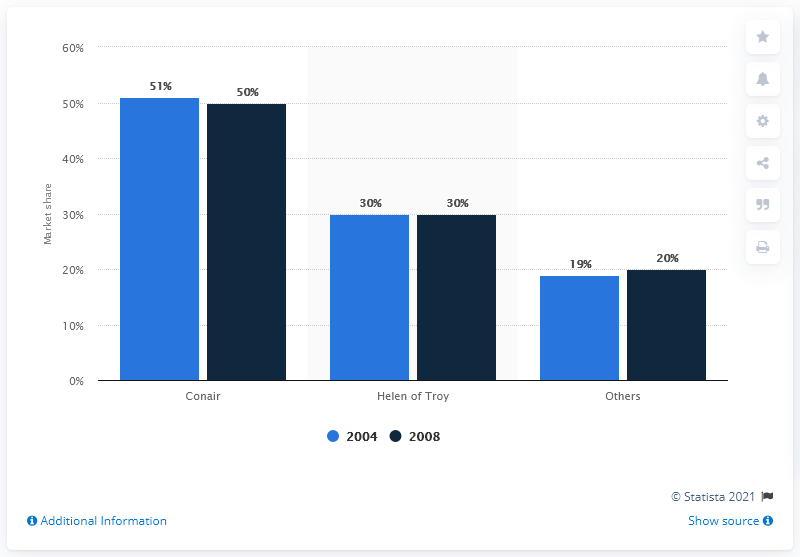 60%
50%
40%
30%
20%
10%
0%
Market share
51%
50%
30%
30%
19%
20%
Conair
Helen of Troy
Others
2004
2008
© Statista 2021
Additional Information
Show source